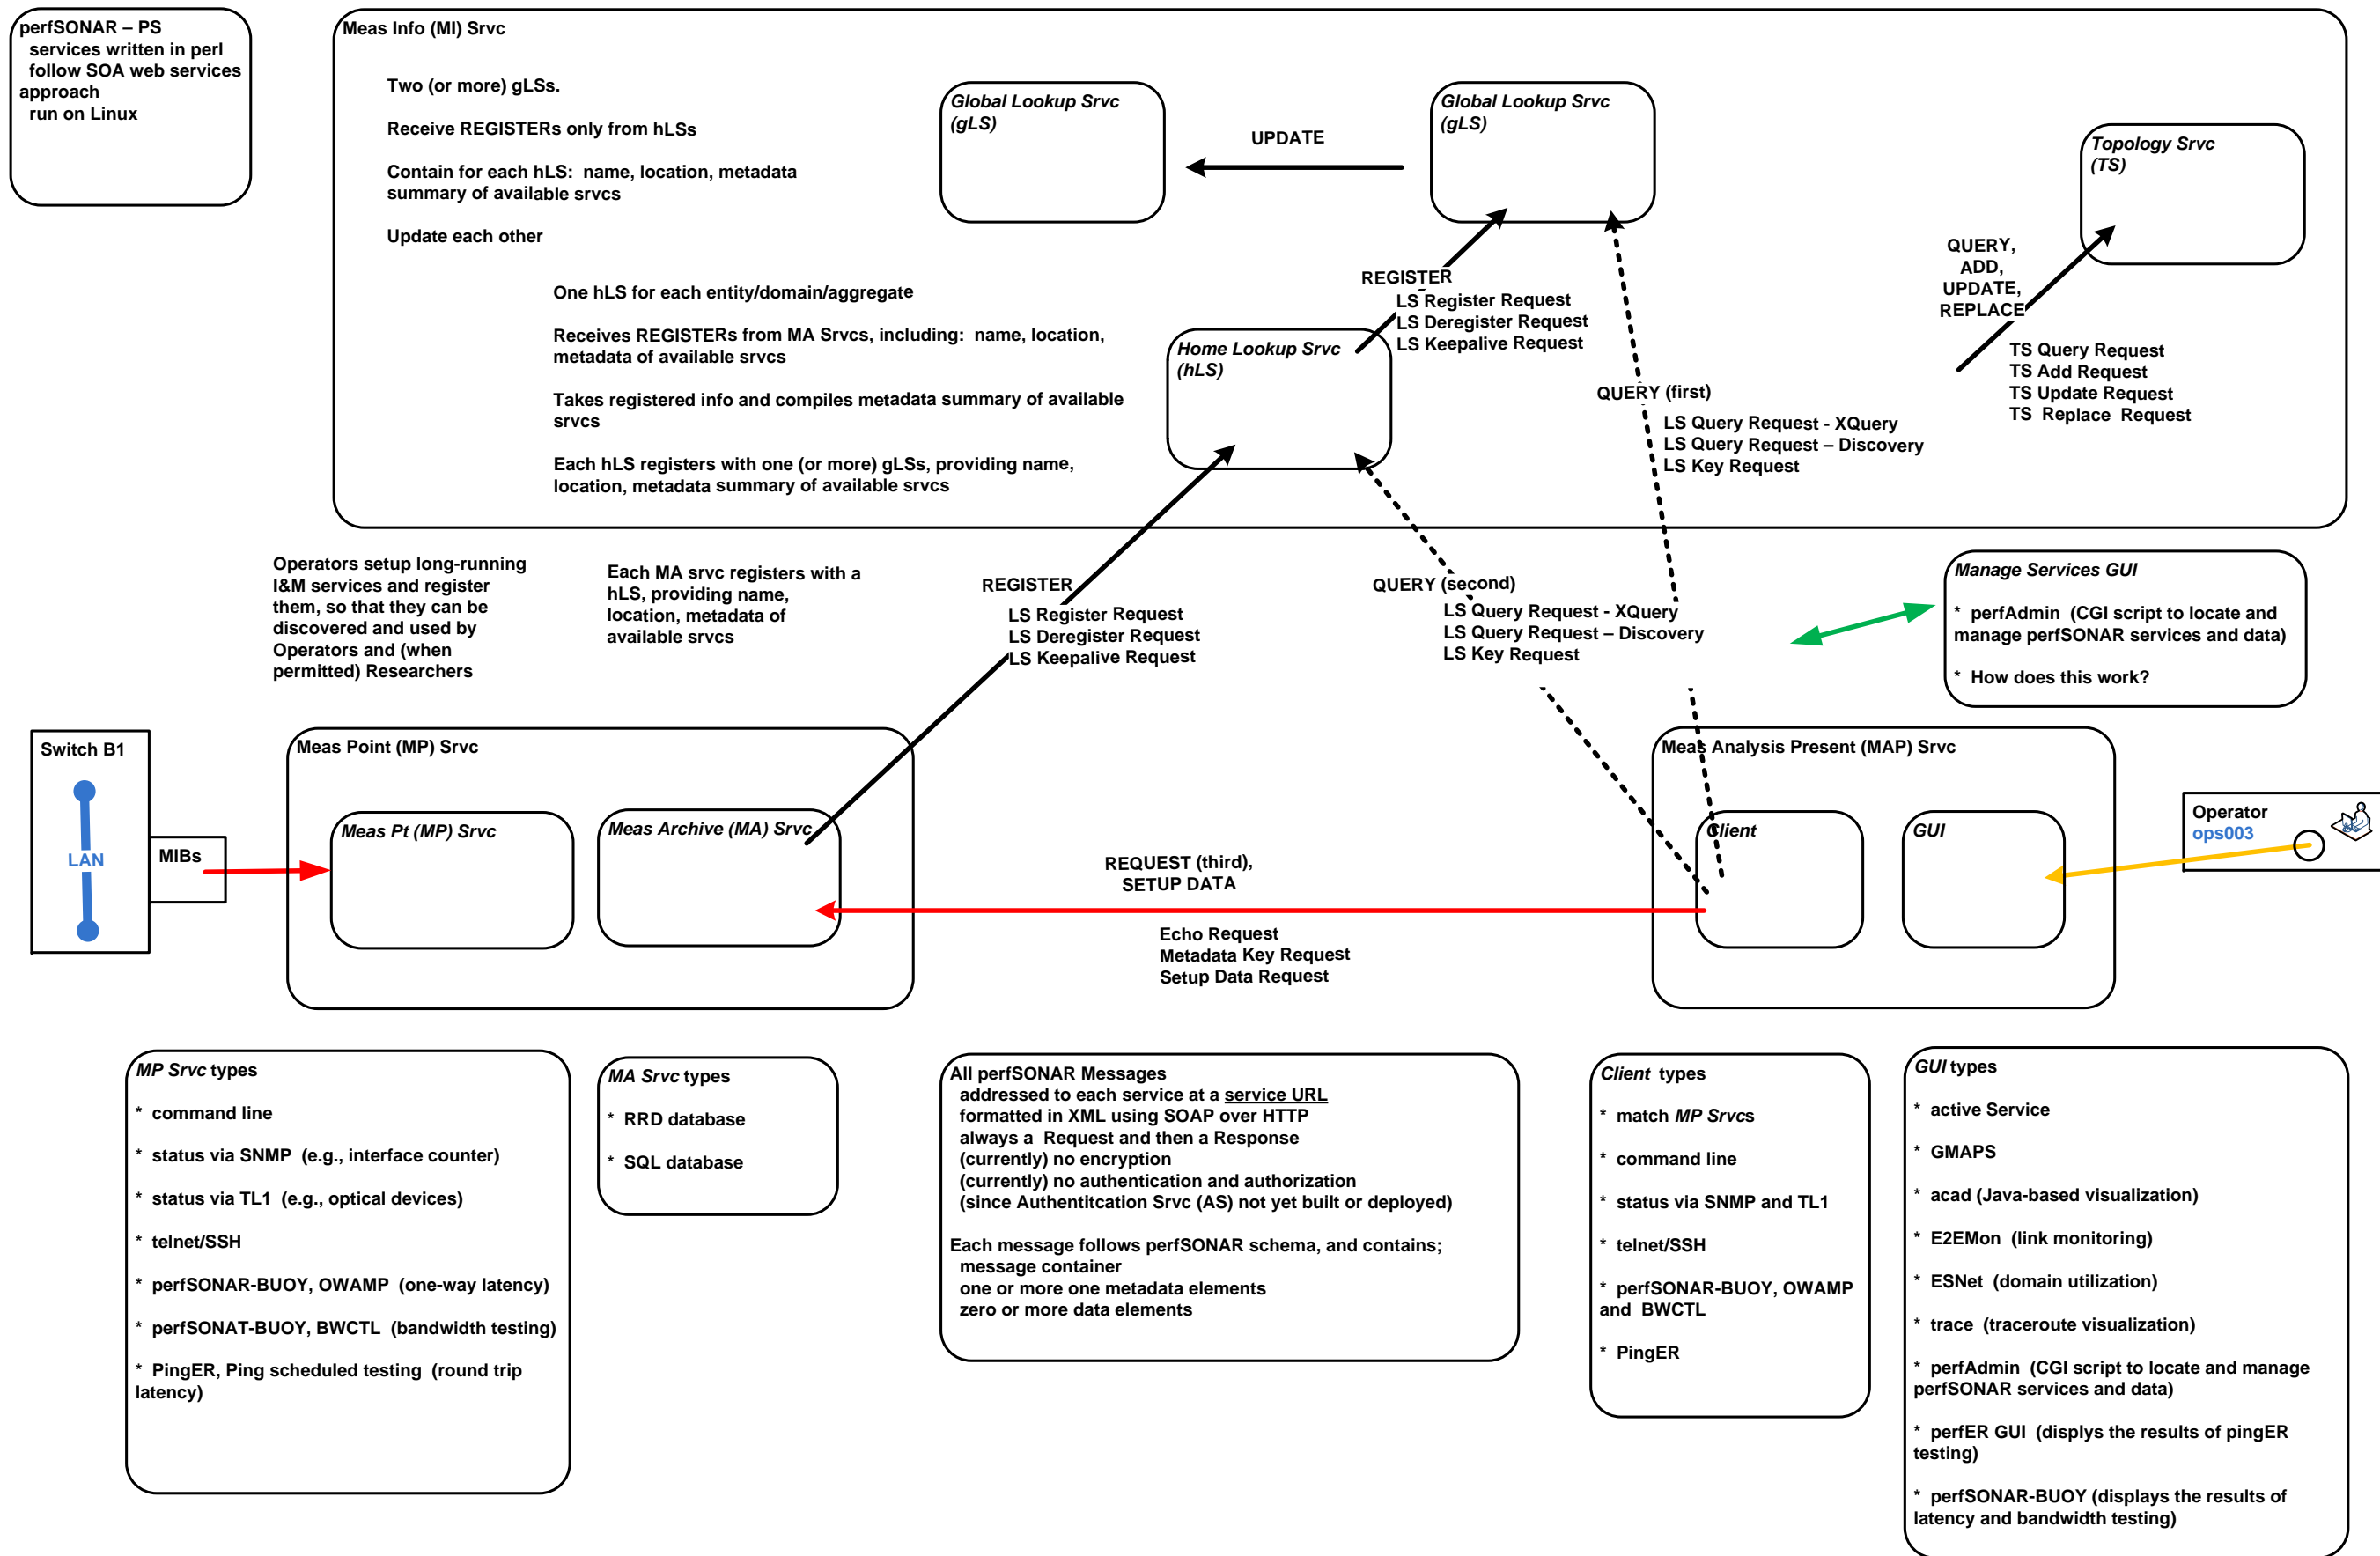 perfSONAR – PS
services written in perl
follow SOA web services
approach
run on Linux
Meas Info (MI) Srvc
Two (or more) gLSs.
Receive REGISTERs only from hLSs
Contain for each hLS:  name, location, metadata
summary of available srvcs
Update each other
One hLS for each entity/domain/aggregate
Receives REGISTERs from MA Srvcs, including:  name, location,
metadata of available srvcs
Takes registered info and compiles metadata summary of available
srvcs
Each hLS registers with one (or more) gLSs, providing name,
location, metadata summary of available srvcs
Global Lookup Srvc
(gLS)
UPDATE
Global Lookup Srvc
(gLS)
Topology Srvc
(TS)
REGISTER
LS Register Request
LS Deregister Request
LS Keepalive Request
Home Lookup Srvc
(hLS)
QUERY,
ADD,
UPDATE,
REPLACE
TS Query Request
TS Add Request
TS Update Request
TS  Replace  Request
QUERY (first)
LS Query Request - XQuery
LS Query Request – Discovery
LS Key Request
Operators setup long-running
I&M services and register
them, so that they can be
discovered and used by
Operators and (when
permitted) Researchers
Each MA srvc registers with a
hLS, providing name,
location, metadata of
available srvcs
REGISTER
LS Register Request
LS Deregister Request
LS Keepalive Request
QUERY (second)
LS Query Request - XQuery
LS Query Request – Discovery
LS Key Request
Manage Services GUI
*  perfAdmin  (CGI script to locate and
manage perfSONAR services and data)
*  How does this work?
Switch B1
LAN
MIBs
Meas Point (MP) Srvc
Meas Pt (MP) Srvc
Meas Archive (MA) Srvc
REQUEST (third),
SETUP DATA
Echo Request
Metadata Key Request
Setup Data Request
Meas Analysis Present (MAP) Srvc
Client
GUI
Operator
ops003
MP Srvc types
*  command line
*  status via SNMP  (e.g., interface counter)
*  status via TL1  (e.g., optical devices)
*  telnet/SSH
*  perfSONAR-BUOY, OWAMP  (one-way latency)
*  perfSONAT-BUOY, BWCTL  (bandwidth testing)
*  PingER, Ping scheduled testing  (round trip
latency)
MA Srvc types
*  RRD database
*  SQL database
All perfSONAR Messages
addressed to each service at a service URL
formatted in XML using SOAP over HTTP
always a  Request and then a Response
(currently) no encryption
(currently) no authentication and authorization
(since Authentitcation Srvc (AS) not yet built or deployed)
Each message follows perfSONAR schema, and contains;
message container
one or more one metadata elements
zero or more data elements
Client  types
*  match MP Srvcs
*  command line
*  status via SNMP and TL1
*  telnet/SSH
*  perfSONAR-BUOY, OWAMP
and  BWCTL
*  PingER
GUI types
*  active Service
*  GMAPS
*  acad (Java-based visualization)
*  E2EMon  (link monitoring)
*  ESNet  (domain utilization)
*  trace  (traceroute visualization)
*  perfAdmin  (CGI script to locate and manage
perfSONAR services and data)
*  perfER GUI  (displys the results of pingER
testing)
*  perfSONAR-BUOY (displays the results of
latency and bandwidth testing)